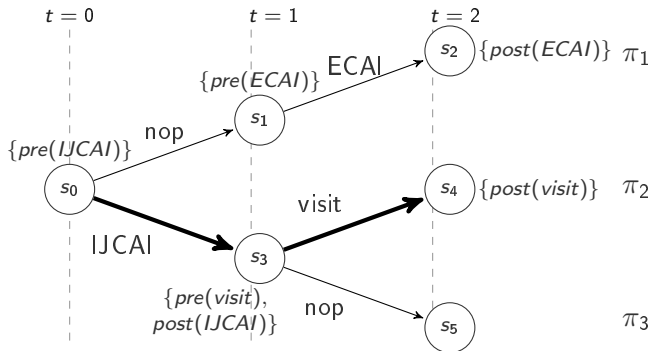 t = 0 t = 1 t = 2
s₂ {post(ECAI)} π₁
ECAI
{pre(ECAI)}
s₁
nop
{pre(IJCAI)}
s₀ s₄ {post(visit)} π₂
visit
IJCAI
s₃
{pre(visit),
post(IJCAI)}
nop
s₅ π₃